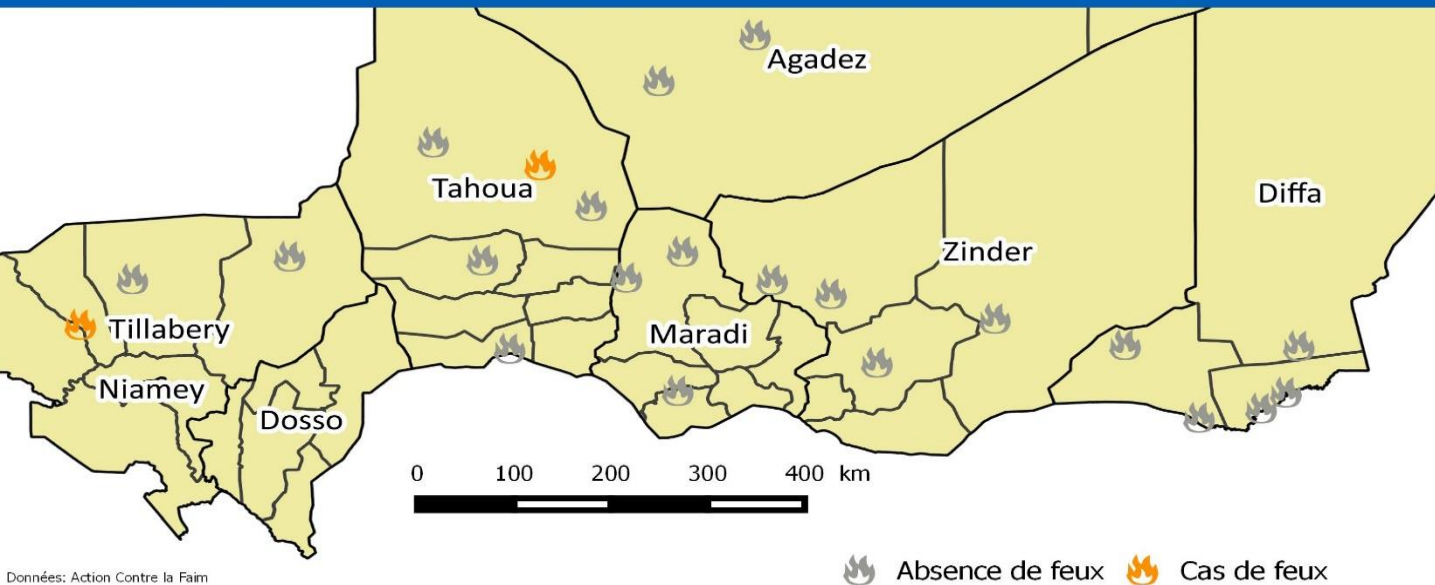 Agadez
Tahoua
Diffa
Zinder
Tillabery
Maradi
Niamey
Dosso
0 100 200 300 400 km
Données: Action Contre la Faim
Absence de feux Cas de feux